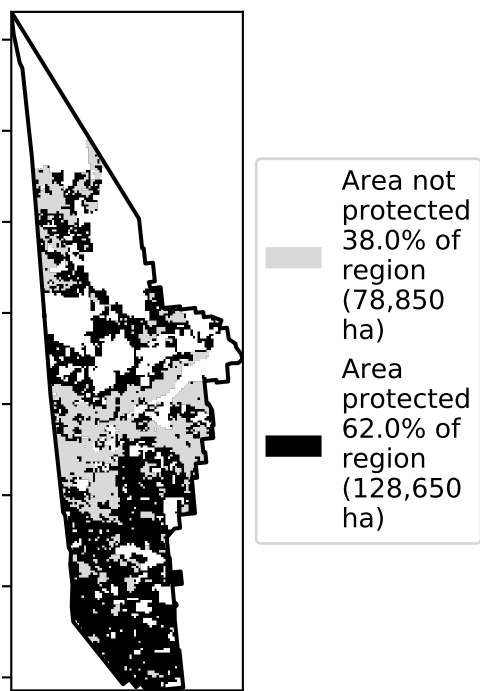 Area not
protected
38.0% of
region
(78,850
ha)
Area
protected
62.0% of
region
(128,650
ha)